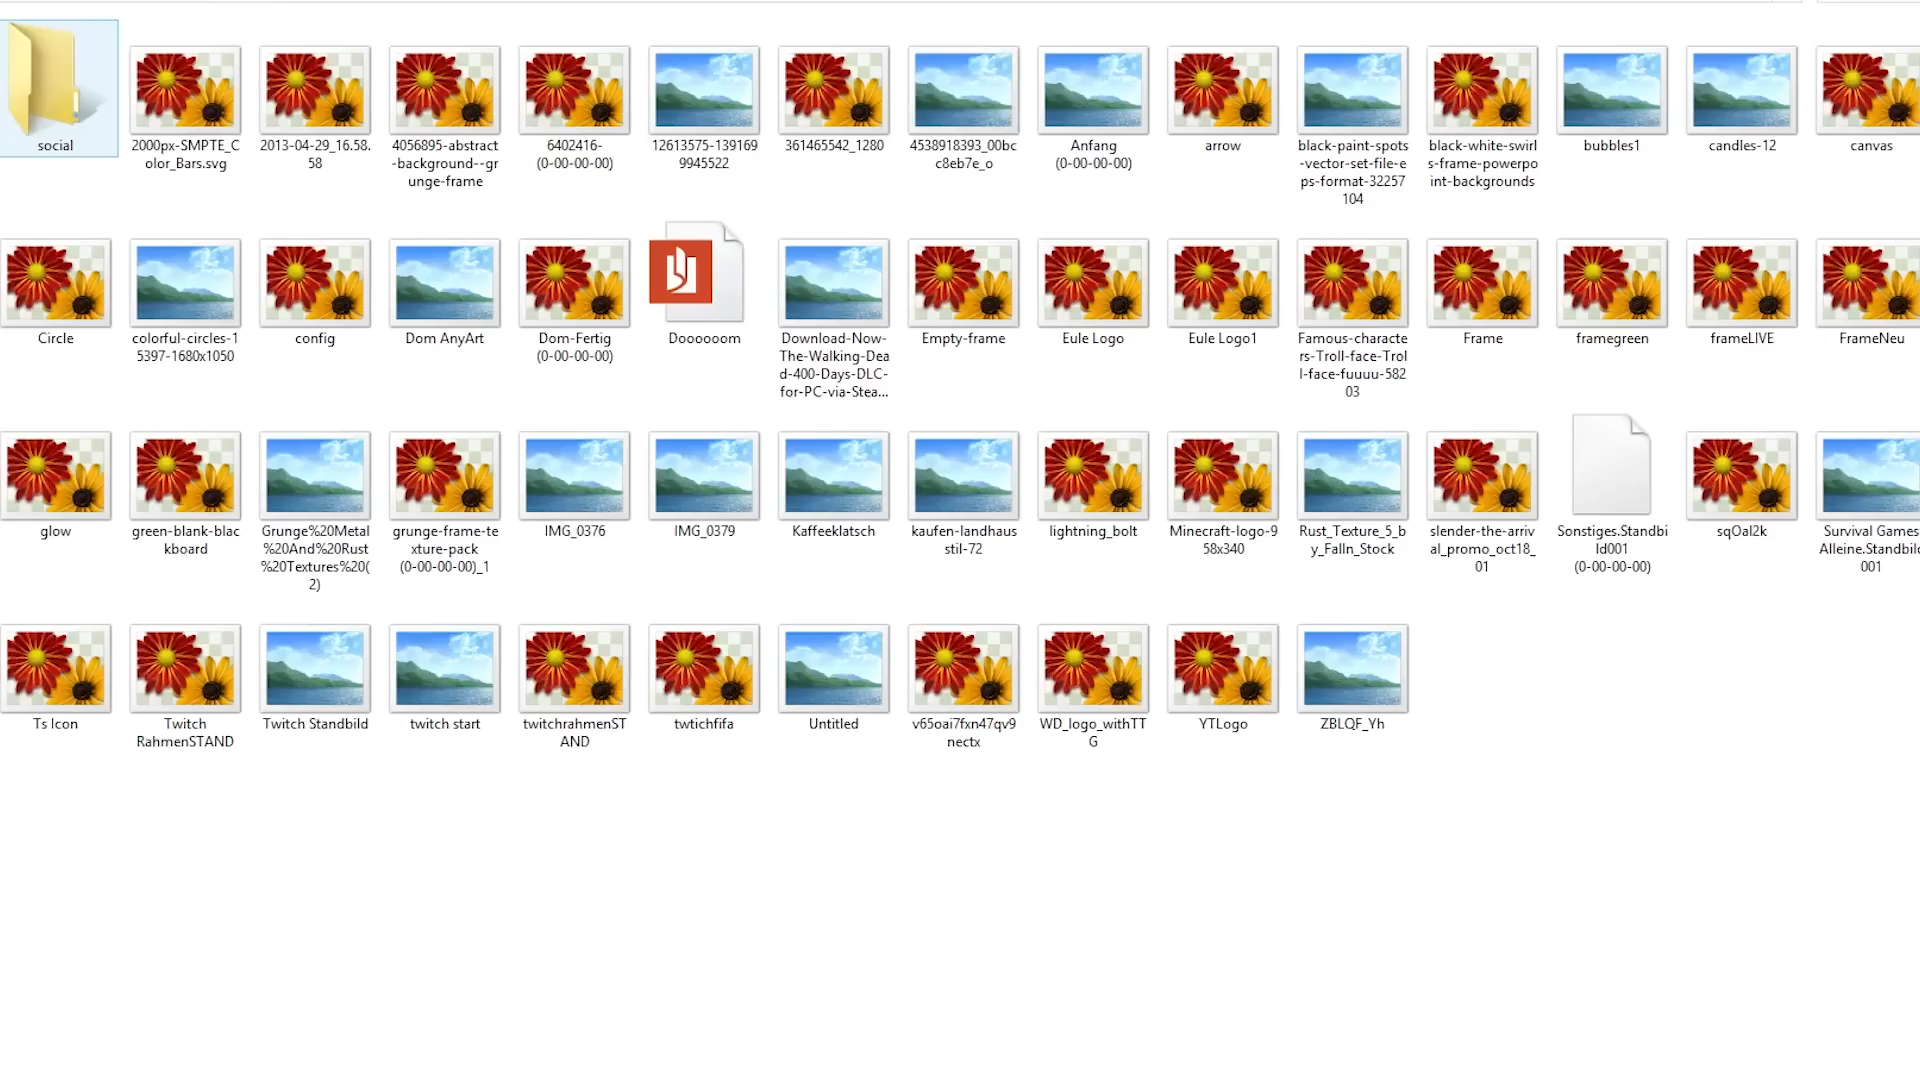 social
2000px-SMPTE_C
olor_Bars.svg
2013-04-29_16.58.
58
4056895-abstract
-background--gr
unge-frame
6402416-
(0-00-00-00)
12613575-139169
9945522
361465542_1280
4538918393_00bc
c8eb7e_o
Anfang
(0-00-00-00)
arrow
black-paint-spots
-vector-set-file-e
ps-format-32257
104
black-white-swirl
s-frame-powerpo
int-backgrounds
bubbles1
candles-12
canvas
Circle
colorful-circles-1
5397-1680x1050
config
Dom AnyArt
Dom-Fertig
(0-00-00-00)
Doooooom
Download-Now-
The-Walking-Dea
d-400-Days-DLC-
for-PC-via-Stea...
Empty-frame
Eule Logo
Eule Logo1
Famous-characte
rs-Troll-face-Trol
l-face-fuuuu-582
03
Frame
framegreen
frameLIVE
FrameNeu
glow
green-blank-blac
kboard
Grunge%20Metal
%20And%20Rust
%20Textures%20(
2)
grunge-frame-te
xture-pack
(0-00-00-00)_1
IMG_0376
IMG_0379
Kaffeeklatsch
kaufen-landhaus
stil-72
lightning_bolt
Minecraft-logo-9
58x340
Rust_Texture_5_b
y_Falln_Stock
slender-the-arriv
al_promo_oct18_
01
Sonstiges.Standbi
ld001
(0-00-00-00)
sqOal2k
Survival Games
Alleine.Standbild
001
Ts Icon
Twitch
RahmenSTAND
Twitch Standbild
twitch start
twitchrahmenST
AND
twtichfifa
Untitled
v65oai7fxn47qv9
nectx
WD_logo_withTT
G
YTLogo
ZBLQF_Yh